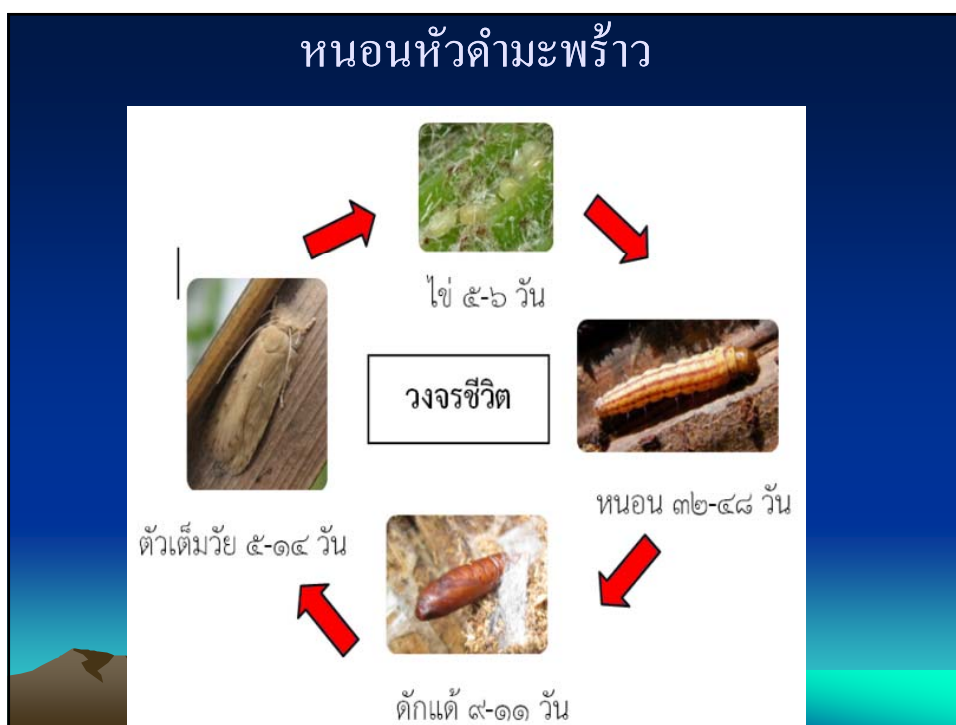 หนอนหัวดำมะพร้าว
ไข่ ๕-๖ วัน
วงจรชีวิต
หนอน ๓๒-๔๘ วัน
ตัวเต็มวัย ๕-๑๔ วัน
ดักแด้ ๙-๑๑ วัน